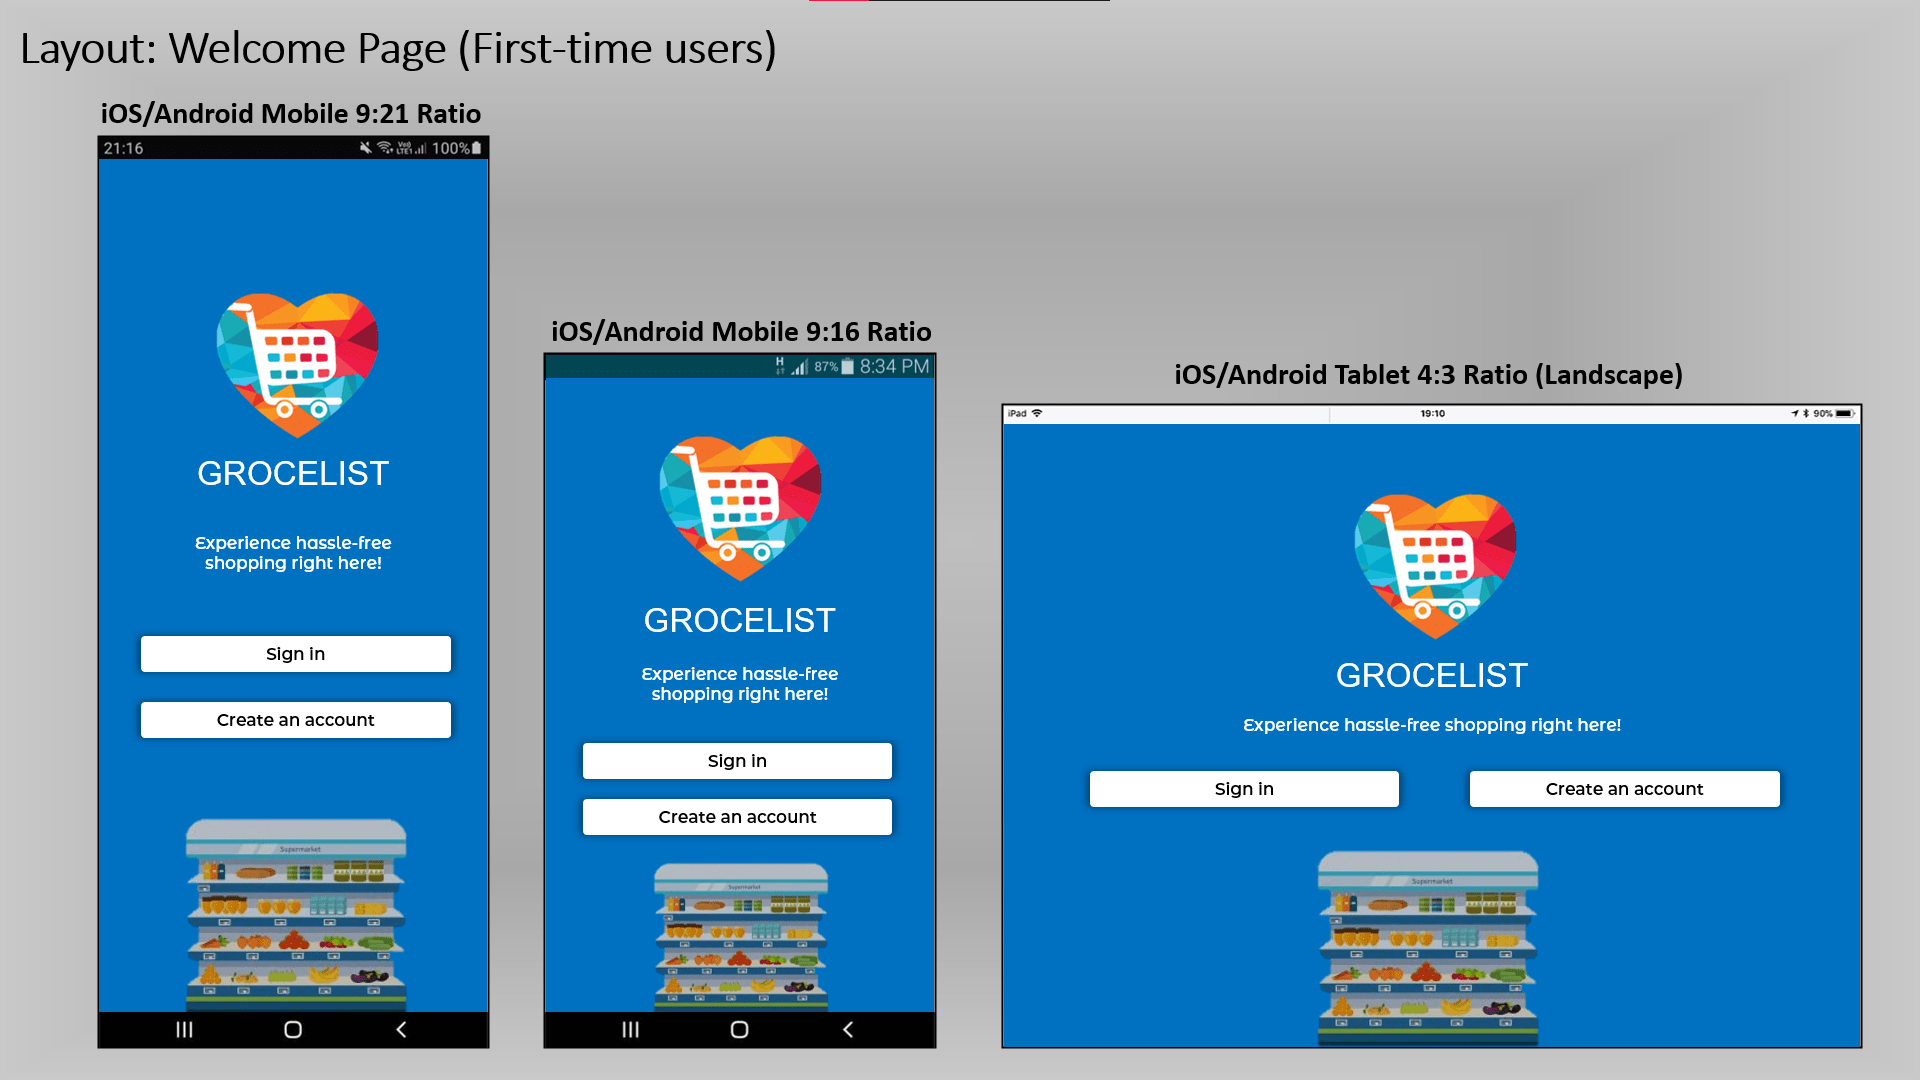 Layout: Welcome Page (First-time users)
iOS/Android Mobile 9:21 Ratio
21:16
Vo)) LTE1 100%
GROCELIST
Experience hassle-free
shopping right here!
Sign in
Create an account
Supermarket
iOS/Android Mobile 9:16 Ratio
H 87% 8:34 PM
GROCELIST
Experience hassle-free
shopping right here!
Sign in
Create an account
Supermarket
iOS/Android Tablet 4:3 Ratio (Landscape)
iPad 19:10 90%
GROCELIST
Experience hassle-free shopping right here!
Sign in Create an account
Supermarket